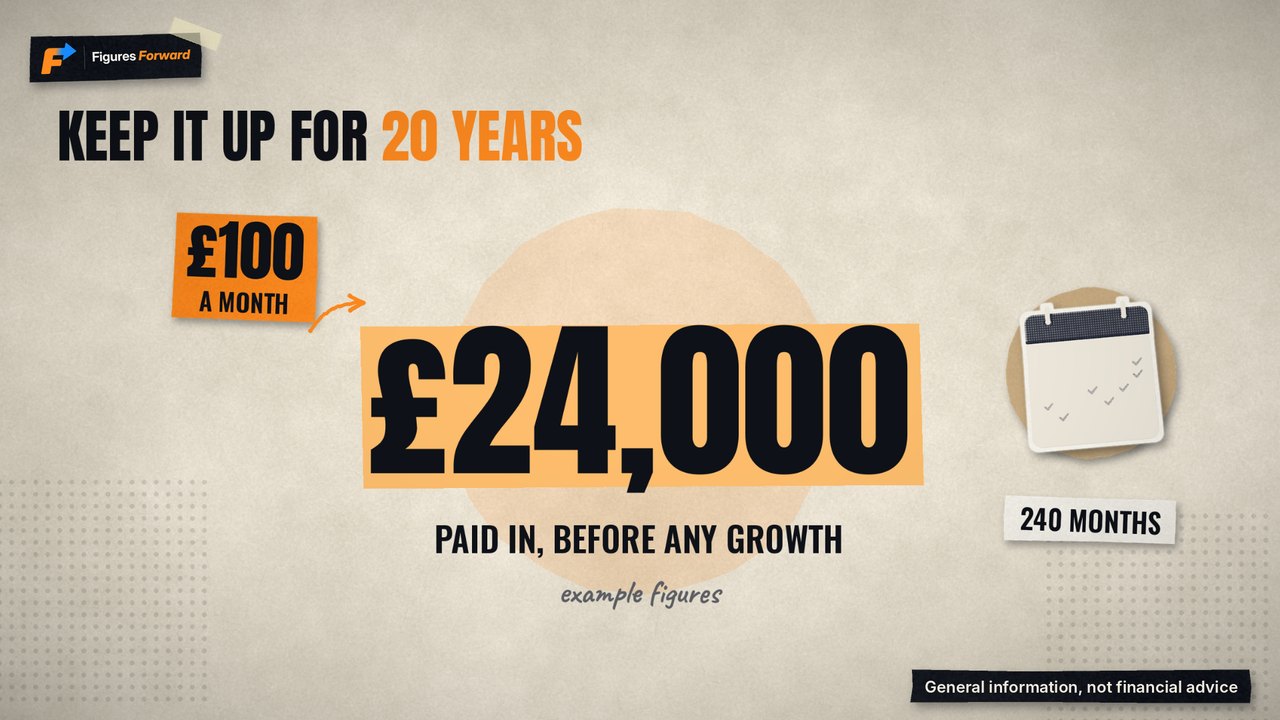 Figures Forward
KEEP IT UP FOR 20 YEARS
£100
A MONTH
£24,000
PAID IN, BEFORE ANY GROWTH
example figures
240 MONTHS
General information, not financial advice